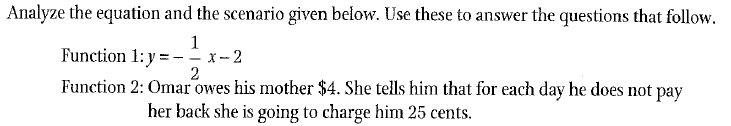 Analyze the equation and the scenario given below. Use these to answer the questions that follow.
Function 1: y = - 1/2 x - 2
Function 2: Omar owes his mother $4. She tells him that for each day he does not pay
her back she is going to charge him 25 cents.